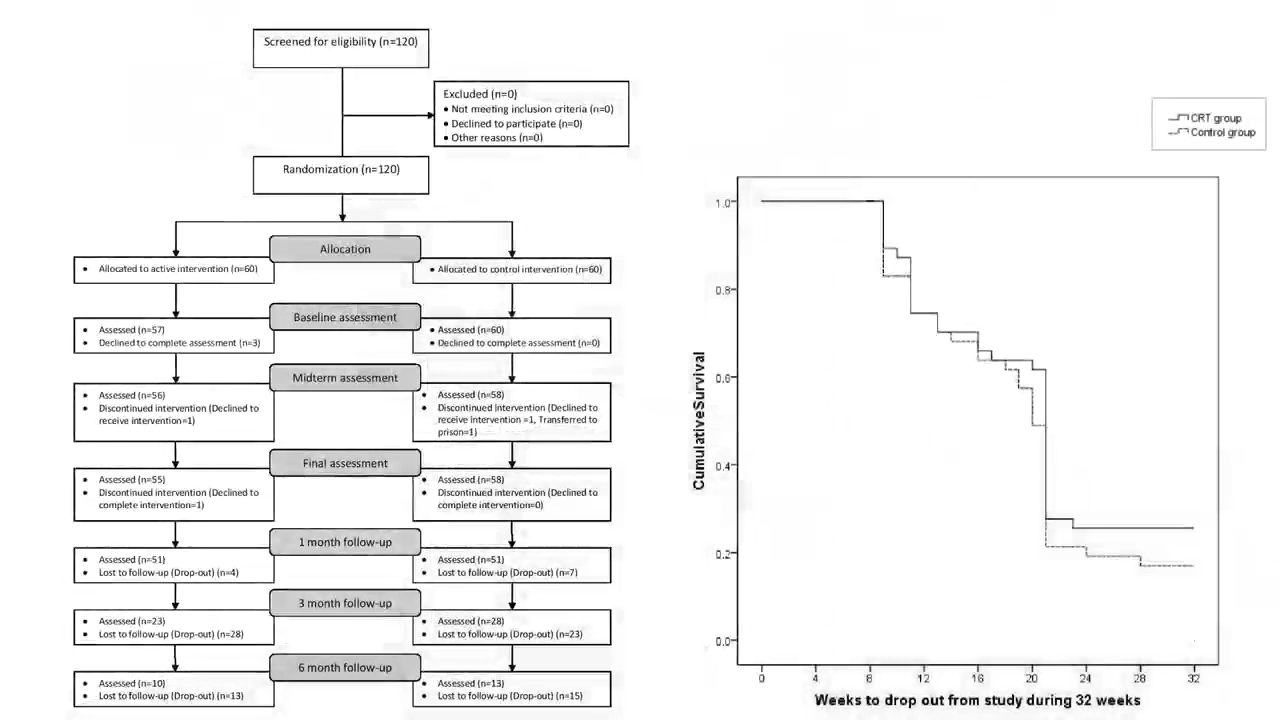 Screened for eligibility (n=120)
Excluded (n=0)
• Not meeting inclusion criteria (n=0)
• Declined to participate (n=0)
• Other reasons (n=0)
Randomization (n=120)
Allocation
• Allocated to active intervention (n=60)
• Allocated to control intervention (n=60)
Baseline assessment
• Assessed (n=57)
• Declined to complete assessment (n=3)
• Assessed (n=60)
• Declined to complete assessment (n=0)
Midterm assessment
• Assessed (n=56)
• Discontinued intervention (Declined to
receive intervention=1)
• Assessed (n=58)
• Discontinued intervention (Declined to
receive intervention =1, Transferred to
prison=1)
Final assessment
• Assessed (n=55)
• Discontinued intervention (Declined to
complete intervention=1)
• Assessed (n=58)
• Discontinued intervention (Declined to
complete intervention=0)
1 month follow-up
• Assessed (n=51)
• Lost to follow-up (Drop-out) (n=4)
• Assessed (n=51)
• Lost to follow-up (Drop-out) (n=7)
3 month follow-up
• Assessed (n=23)
• Lost to follow-up (Drop-out) (n=28)
• Assessed (n=28)
• Lost to follow-up (Drop-out) (n=23)
6 month follow-up
• Assessed (n=10)
• Lost to follow-up (Drop-out) (n=13)
• Assessed (n=13)
• Lost to follow-up (Drop-out) (n=15)
CRT group
Control group
CumulativeSurvival
1.0
0.8
0.6
0.4
0.2
0.0
0 4 8 12 16 20 24 28 32
Weeks to drop out from study during 32 weeks